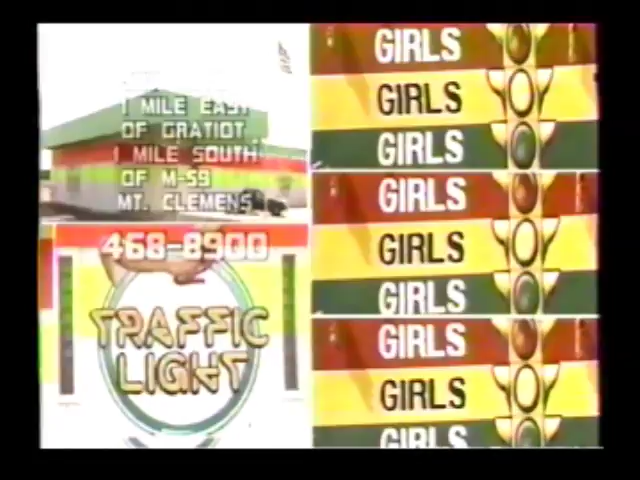 1 MILE EAST
OF GRATIOT
1 MILE SOUTH
OF M-59
MT. CLEMENS
468-8900
TRAFFIC
LIGHT
GIRLS
GIRLS
GIRLS
GIRLS
GIRLS
GIRLS
GIRLS
GIRLS
GIRLS